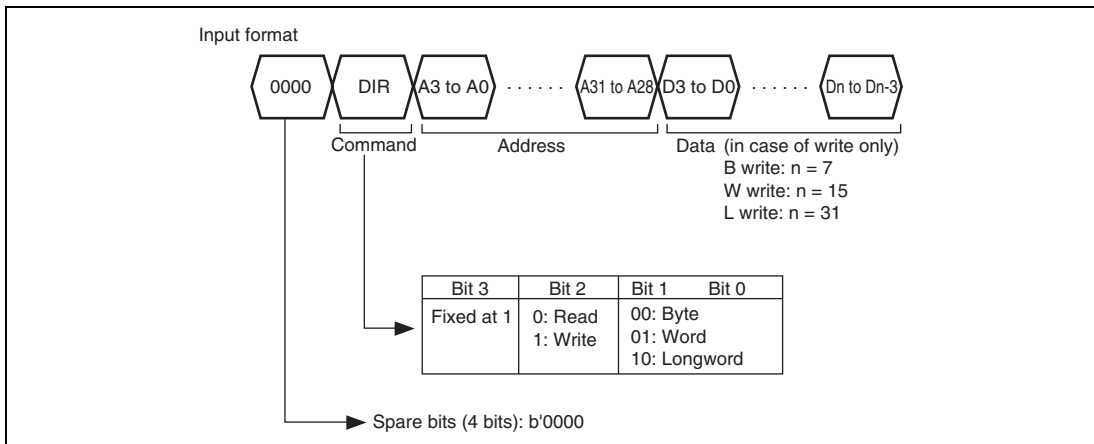 Input format
0000 DIR A3 to A0 ...... A31 to A28 D3 to D0 ...... Dn to Dn-3
Command Address Data (in case of write only)
B write: n = 7
W write: n = 15
L write: n = 31
Bit 3 Bit 2 Bit 1 Bit 0
Fixed at 1 0: Read 00: Byte
1: Write 01: Word
10: Longword
Spare bits (4 bits): b'0000